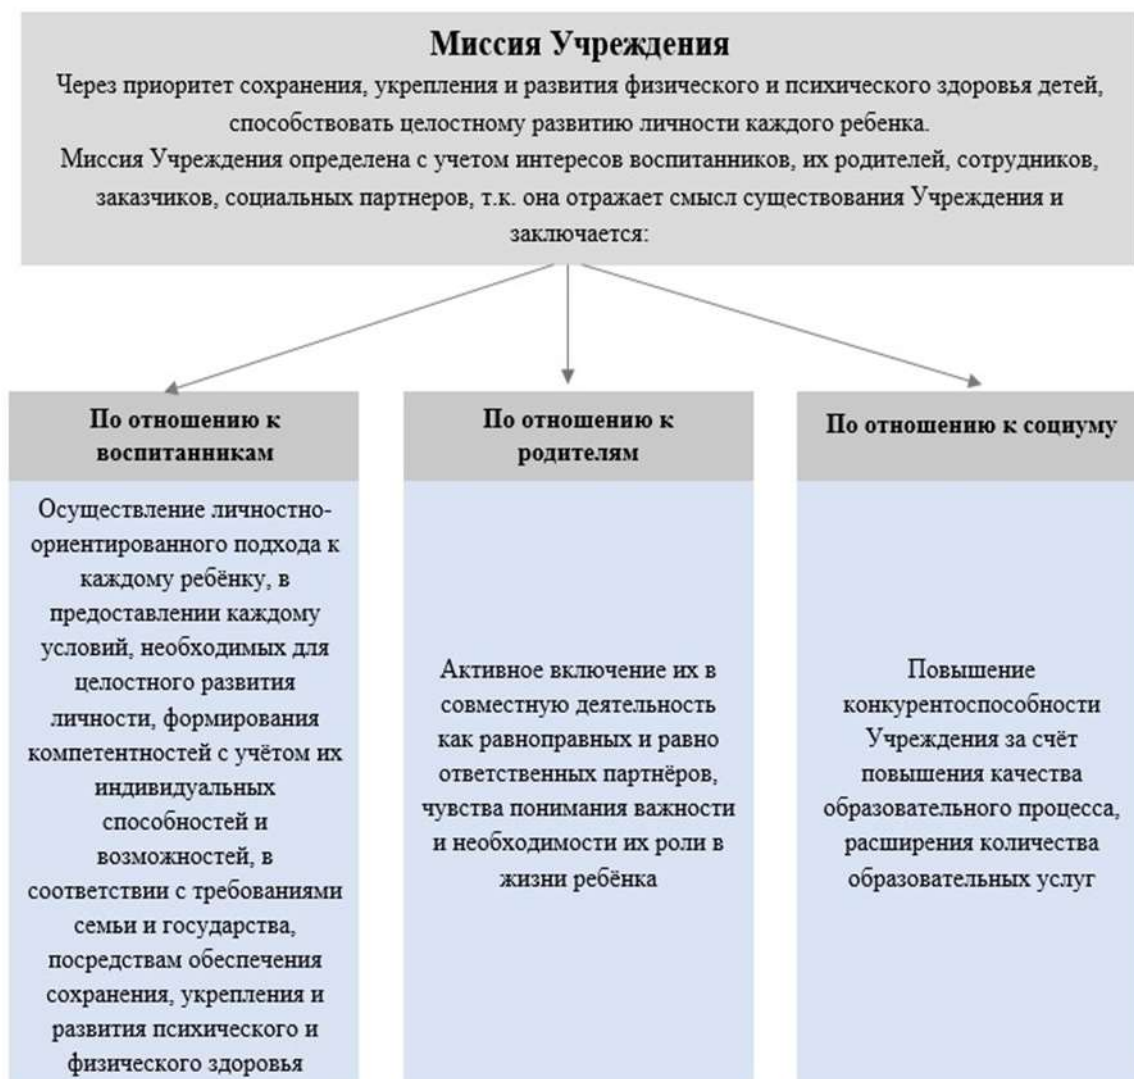 Миссия Учреждения
Через приоритет сохранения, укрепления и развития физического и психического здоровья детей,
способствовать целостному развитию личности каждого ребенка.
Миссия Учреждения определена с учетом интересов воспитанников, их родителей, сотрудников,
заказчиков, социальных партнеров, т.к. она отражает смысл существования Учреждения и
заключается:
По отношению к
воспитанникам
Осуществление личностно-
ориентированного подхода к
каждому ребёнку, в
предоставлении каждому
условий, необходимых для
целостного развития
личности, формирования
компетентностей с учётом их
индивидуальных
способностей и
возможностей, в
соответствии с требованиями
семьи и государства,
посредствам обеспечения
сохранения, укрепления и
развития психического и
физического здоровья
По отношению к
родителям
Активное включение их в
совместную деятельность
как равноправных и равно
ответственных партнёров,
чувства понимания важности
и необходимости их роли в
жизни ребёнка
По отношению к социуму
Повышение
конкурентоспособности
Учреждения за счёт
повышения качества
образовательного процесса,
расширения количества
образовательных услуг